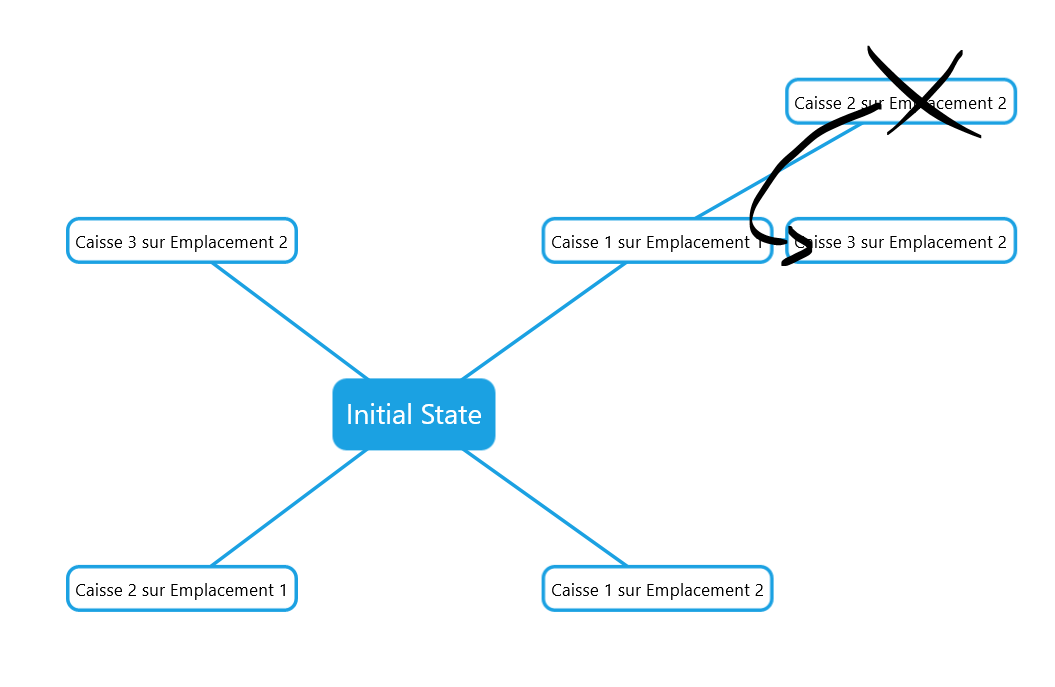 Caisse 2 sur Emplacement 2
Caisse 3 sur Emplacement 2
Caisse 1 sur Emplacement 1
Caisse 3 sur Emplacement 2
Initial State
Caisse 2 sur Emplacement 1
Caisse 1 sur Emplacement 2